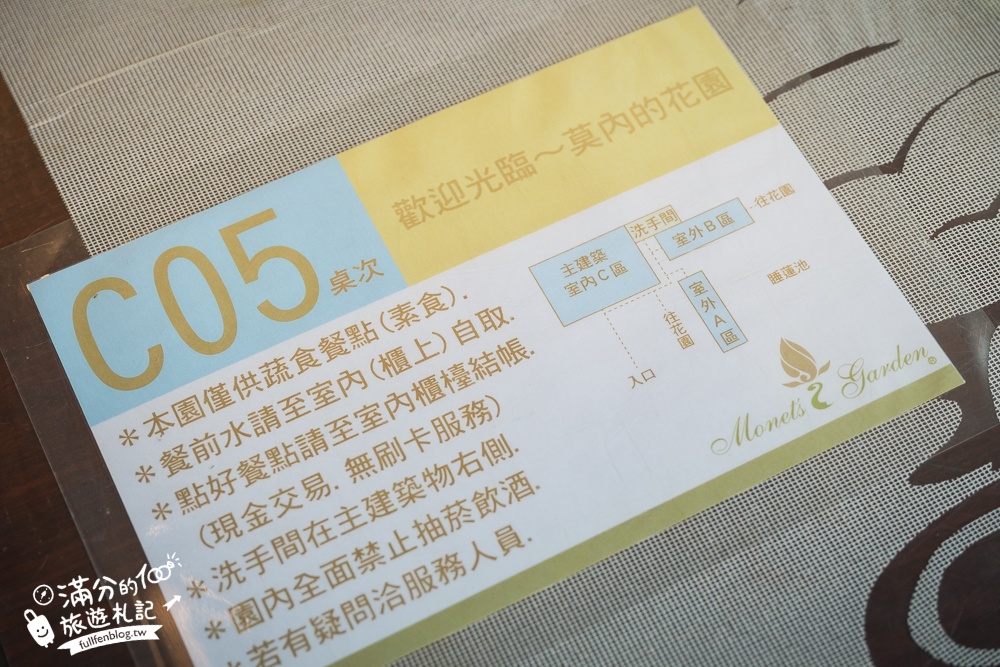 歡迎光臨～莫內的花園
C05 桌次
＊本園僅供蔬食餐點(素食).
＊餐前水請至室內(櫃上)自取.
＊點好餐點請至室內櫃檯結帳.
(現金交易. 無刷卡服務)
＊洗手間在主建築物右側.
＊園內全面禁止抽菸飲酒.
＊若有疑問洽服務人員.
洗手間
主建築
室內C區
室外B區
往花園
室外A區
睡蓮池
往花園
入口
Monet's Garden®
滿分的100
旅遊札記
fullfenblog.tw